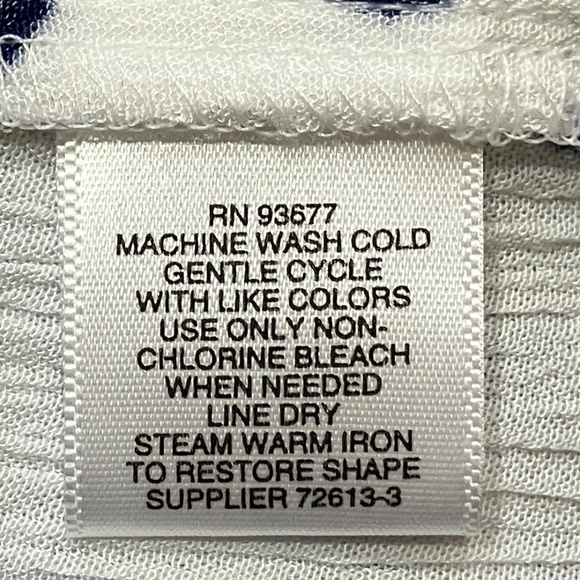 RN 93677
MACHINE WASH COLD
GENTLE CYCLE
WITH LIKE COLORS
USE ONLY NON-
CHLORINE BLEACH
WHEN NEEDED
LINE DRY
STEAM WARM IRON
TO RESTORE SHAPE
SUPPLIER 72613-3